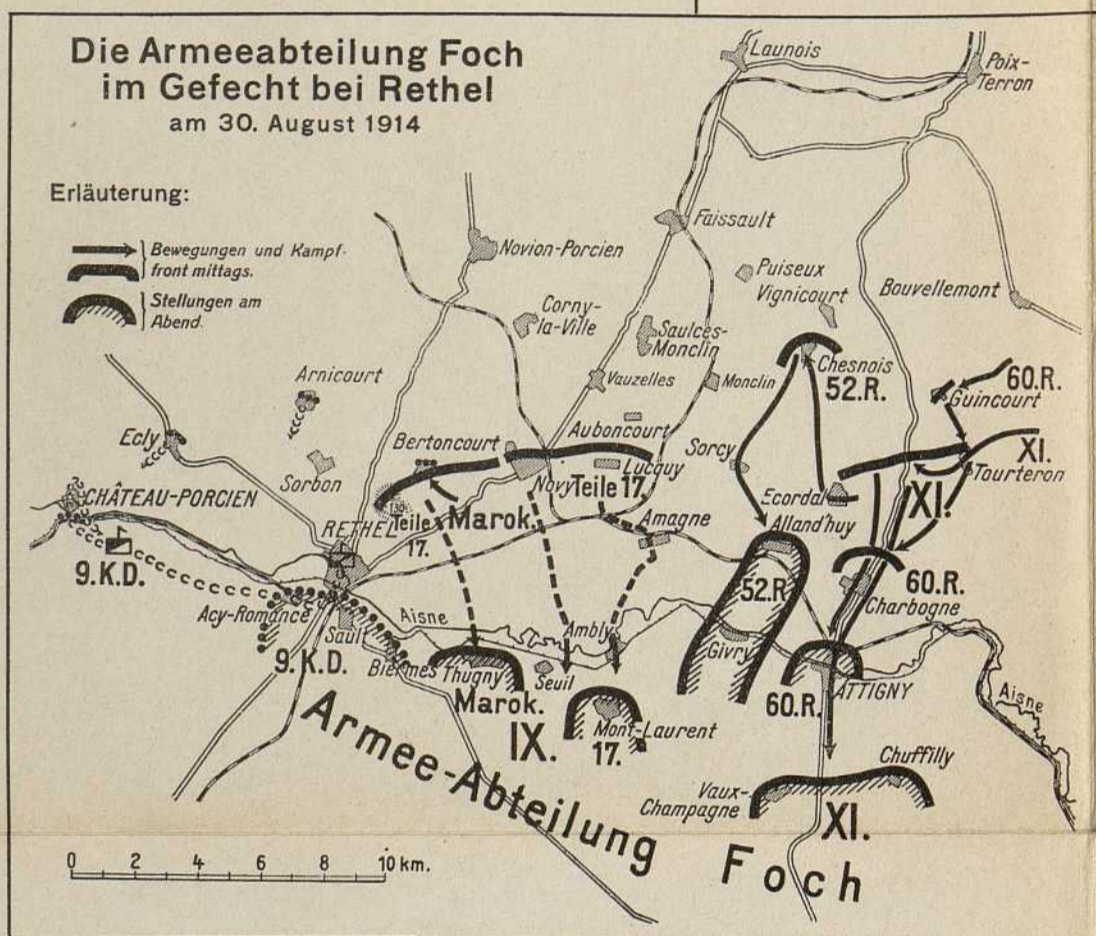 Die Armeeabteilung Foch
im Gefecht bei Rethel
am 30. August 1914
Erläuterung:
Bewegungen und Kampf-
front mittags.
Stellungen am
Abend.
Launois
Poix-
Terron
Faissault
Novion-Porcien
Puiseux
Vignicourt
Bouvellemont
Corny-
la-Ville
Saulces-
Monclin
Chesnois
52.R.
60.R.
Guincourt
Arnicourt
Vauzelles
Monclin
Ecly
Bertoncourt
Auboncourt
XI.
Sorbon
Lucquy
Sorcy
Tourteron
CHÂTEAU-PORCIEN
Novy
Teile 17.
Ecordal
XI.
RETHEL
Teile
17.
Marok.
Amagne
Alland'huy
9.K.D.
52.R.
60.R.
Charbogne
Acy-Romance
Aisne
Sault
Ambly
Givry
9.K.D.
Biermes
Thugny
Seuil
ATTIGNY
Aisne
Marok.
60.R.
IX.
Mont-Laurent
17.
Chuffilly
Vaux-
Champagne
XI.
Armee-Abteilung Foch
0 2 4 6 8 10 km.